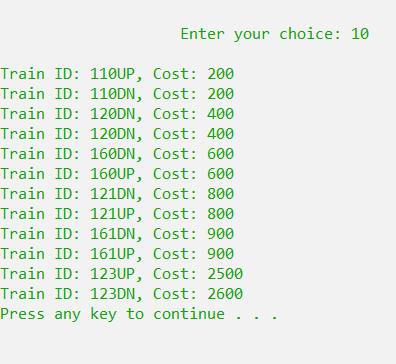 Enter your choice: 10
Train ID: 110UP, Cost: 200
Train ID: 110DN, Cost: 200
Train ID: 120DN, Cost: 400
Train ID: 120DN, Cost: 400
Train ID: 160DN, Cost: 600
Train ID: 160UP, Cost: 600
Train ID: 121DN, Cost: 800
Train ID: 121UP, Cost: 800
Train ID: 161DN, Cost: 900
Train ID: 161UP, Cost: 900
Train ID: 123UP, Cost: 2500
Train ID: 123DN, Cost: 2600
Press any key to continue . . .